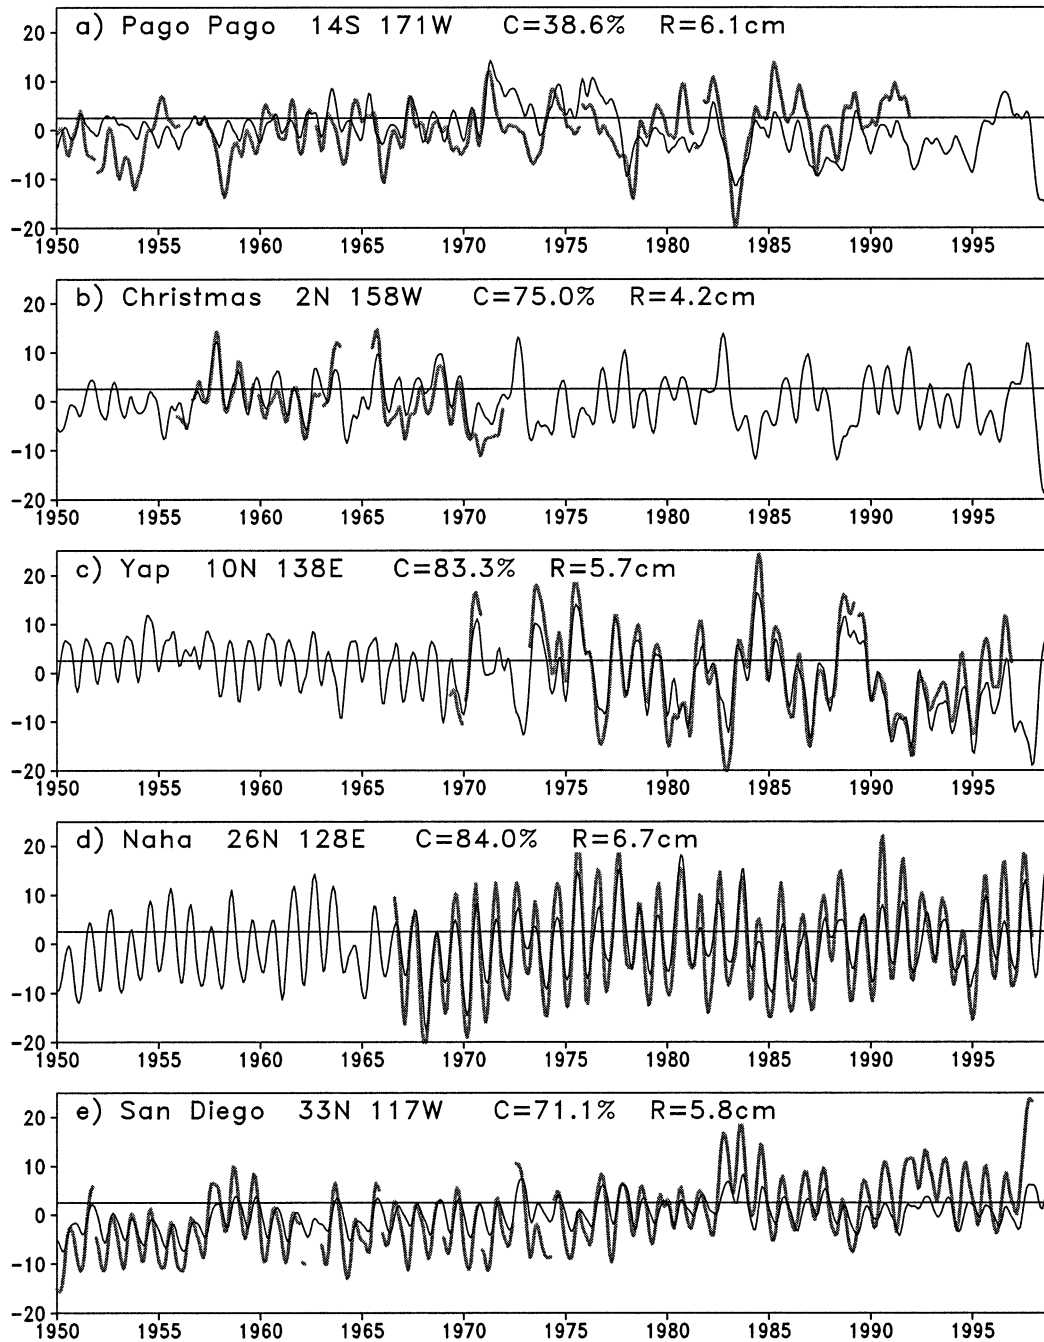 a) Pago Pago 14S 171W C=38.6% R=6.1cm
20
10
0
-10
-20
1950 1955 1960 1965 1970 1975 1980 1985 1990 1995
b) Christmas 2N 158W C=75.0% R=4.2cm
20
10
0
-10
-20
1950 1955 1960 1965 1970 1975 1980 1985 1990 1995
c) Yap 10N 138E C=83.3% R=5.7cm
20
10
0
-10
-20
1950 1955 1960 1965 1970 1975 1980 1985 1990 1995
d) Naha 26N 128E C=84.0% R=6.7cm
20
10
0
-10
-20
1950 1955 1960 1965 1970 1975 1980 1985 1990 1995
e) San Diego 33N 117W C=71.1% R=5.8cm
20
10
0
-10
-20
1950 1955 1960 1965 1970 1975 1980 1985 1990 1995